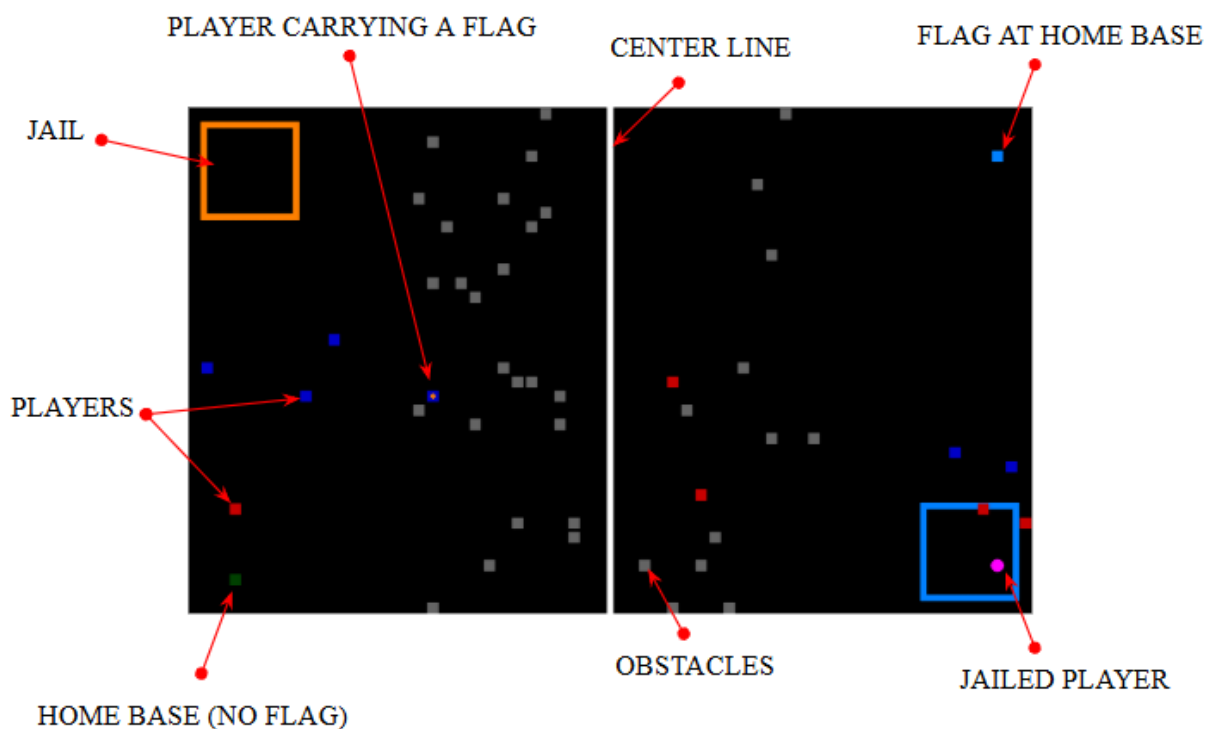 PLAYER CARRYING A FLAG
CENTER LINE
FLAG AT HOME BASE
JAIL
PLAYERS
OBSTACLES
JAILED PLAYER
HOME BASE (NO FLAG)